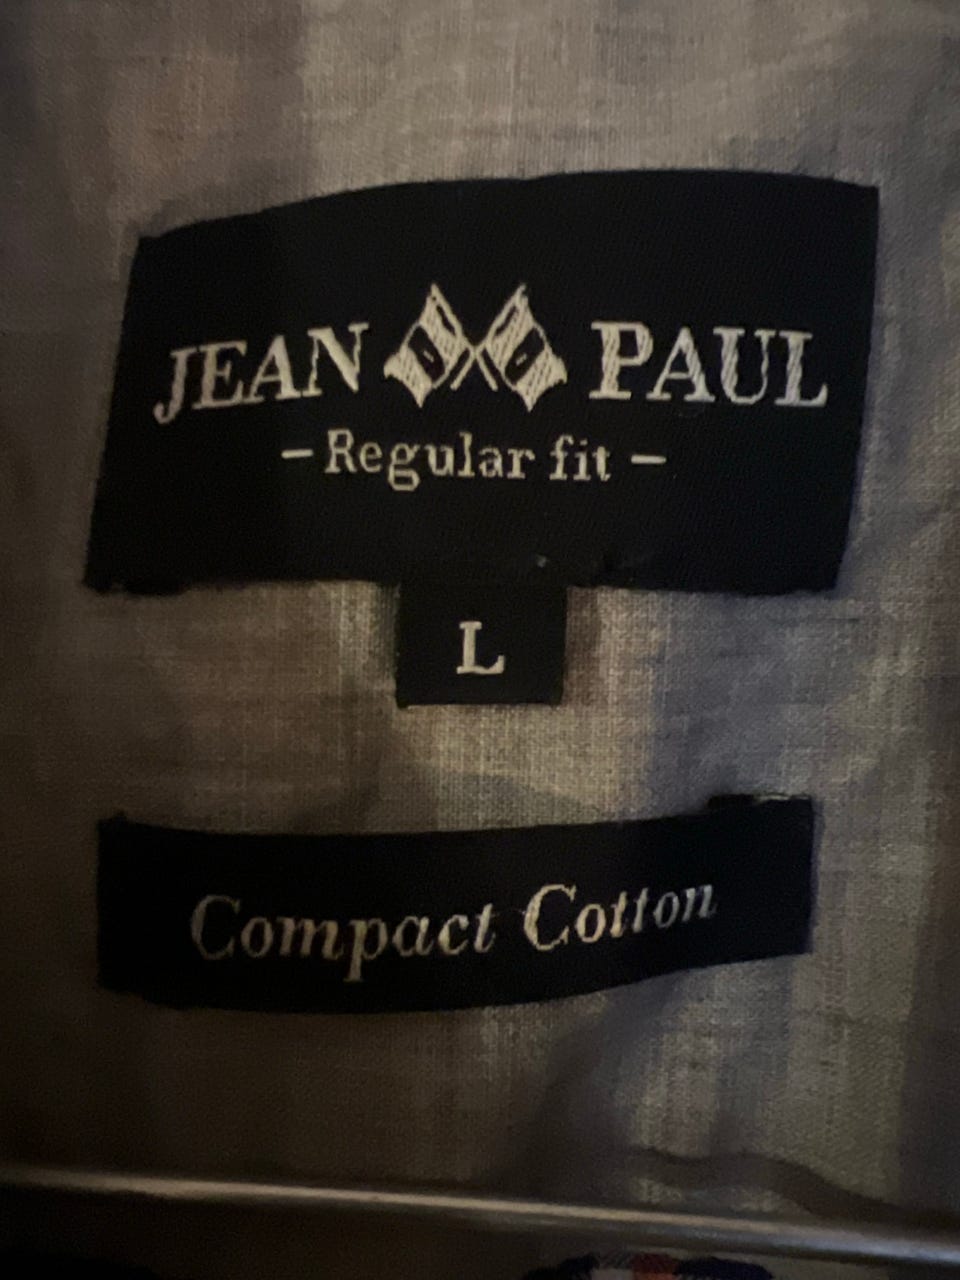 JEAN PAUL
– Regular fit –
L
Compact Cotton